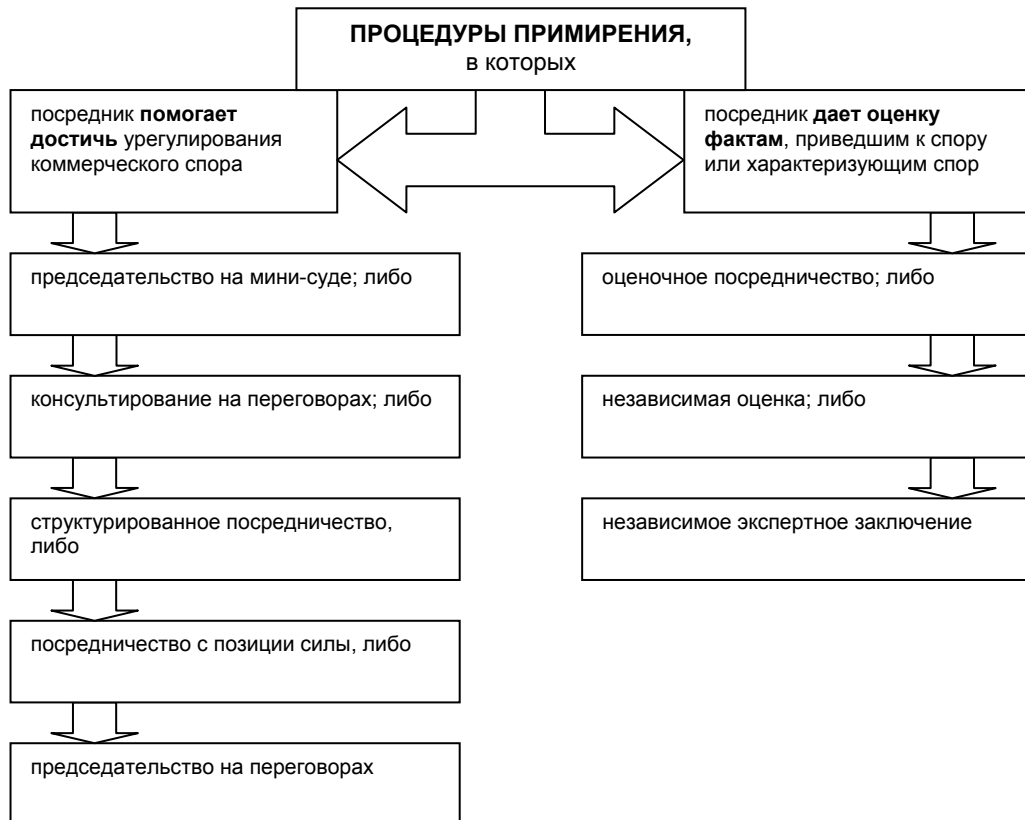 ПРОЦЕДУРЫ ПРИМИРЕНИЯ,
в которых
посредник помогает
достичь урегулирования
коммерческого спора
посредник дает оценку
фактам, приведшим к спору
или характеризующим спор
председательство на мини-суде; либо
консультирование на переговорах; либо
структурированное посредничество,
либо
посредничество с позиции силы, либо
председательство на переговорах
оценочное посредничество; либо
независимая оценка; либо
независимое экспертное заключение